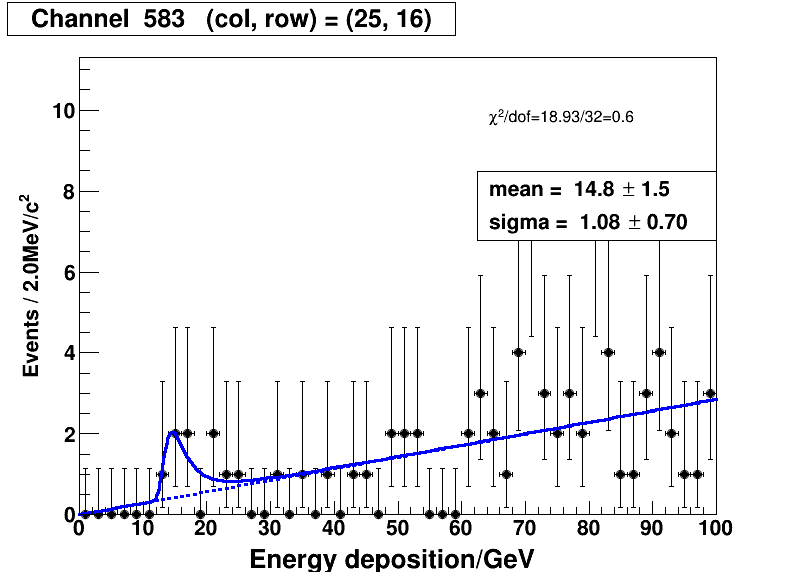 Channel 583 (col, row) = (25, 16)
χ²/dof=18.93/32=0.6
mean = 14.8 ± 1.5
sigma = 1.08 ± 0.70
Events / 2.0MeV/c²
10
8
6
4
2
0
0 10 20 30 40 50 60 70 80 90 100
Energy deposition/GeV